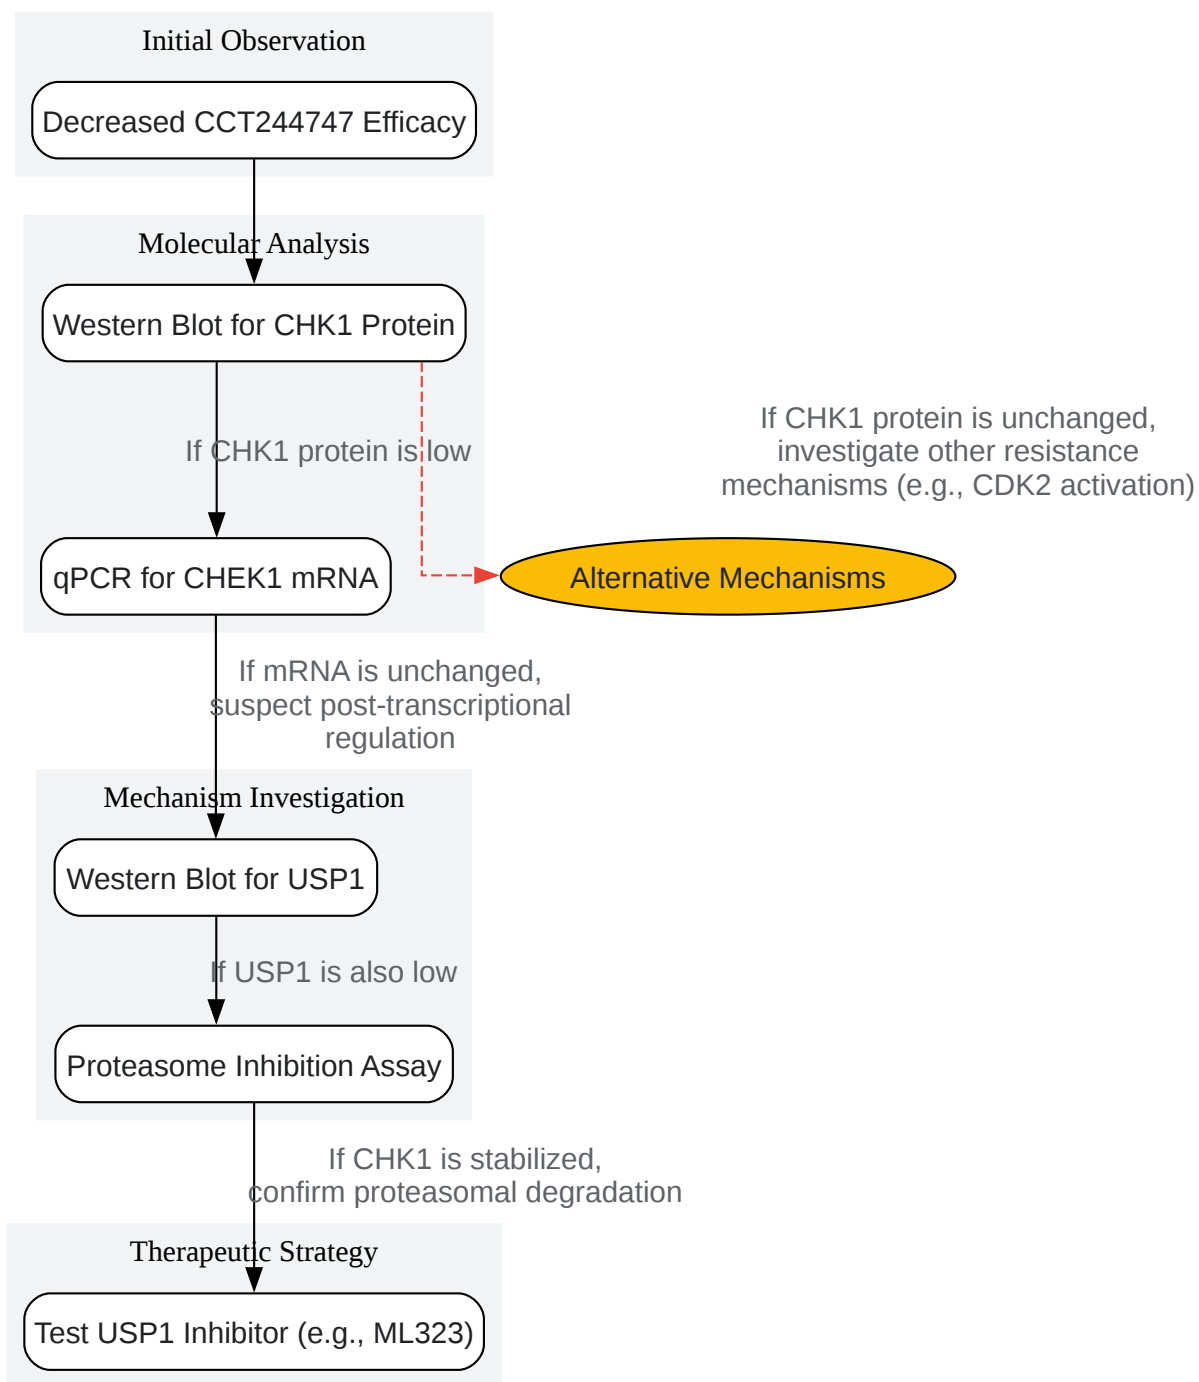 Initial Observation
Decreased CCT244747 Efficacy
Molecular Analysis
Western Blot for CHK1 Protein
If CHK1 protein is low
If CHK1 protein is unchanged,
investigate other resistance
mechanisms (e.g., CDK2 activation)
qPCR for CHEK1 mRNA
Alternative Mechanisms
If mRNA is unchanged,
suspect post-transcriptional
regulation
Mechanism Investigation
Western Blot for USP1
If USP1 is also low
Proteasome Inhibition Assay
If CHK1 is stabilized,
confirm proteasomal degradation
Therapeutic Strategy
Test USP1 Inhibitor (e.g., ML323)